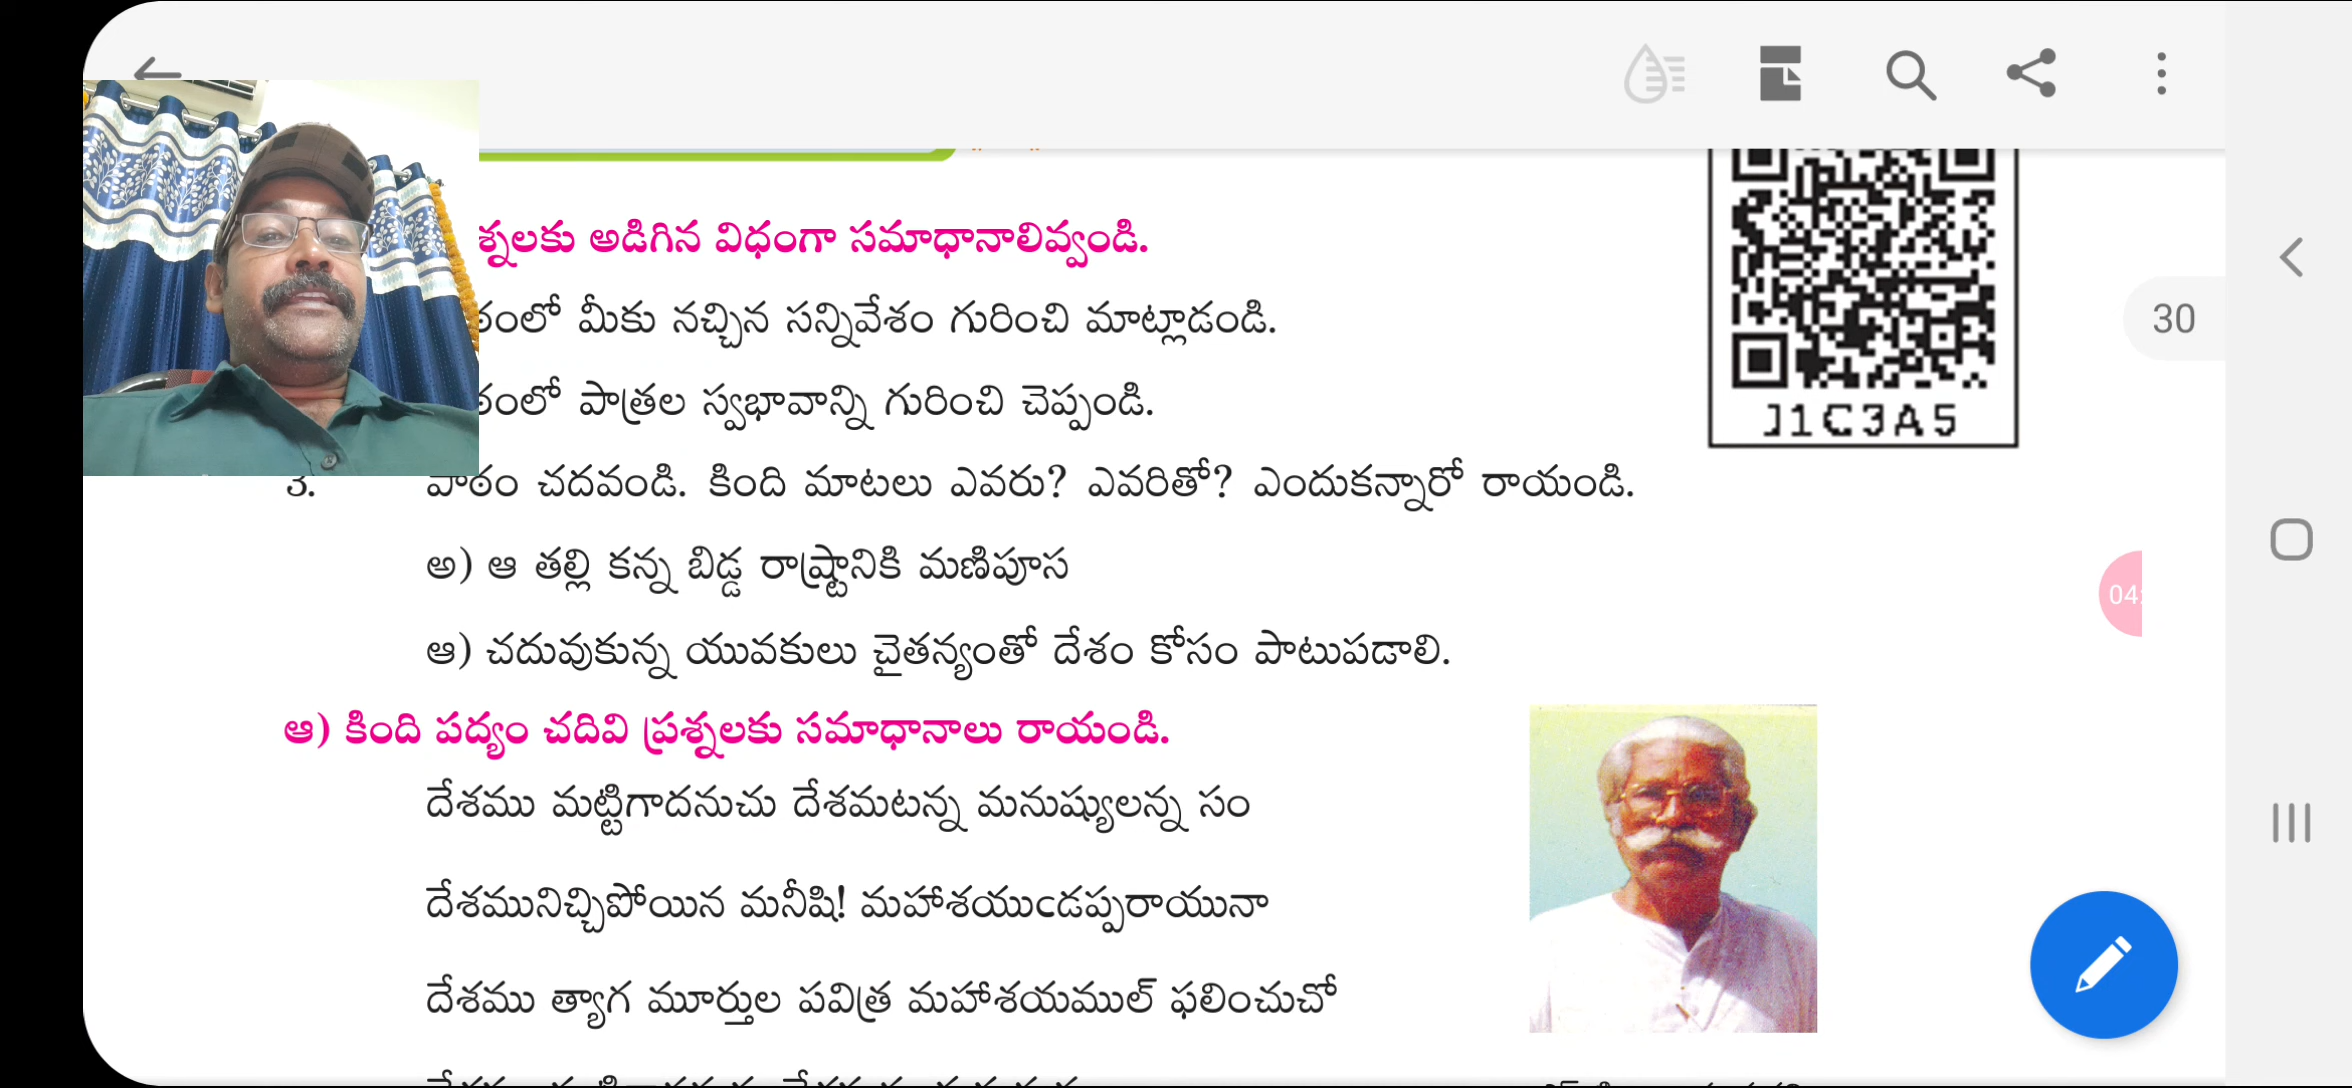 30
J1C3A5
శ్నలకు అడిగిన విధంగా సమాధానాలివ్వండి.
ఠంలో మీకు నచ్చిన సన్నివేశం గురించి మాట్లాడండి.
ఠంలో పాత్రల స్వభావాన్ని గురించి చెప్పండి.
3. పాఠం చదవండి. కింది మాటలు ఎవరు? ఎవరితో? ఎందుకన్నారో రాయండి.
అ) ఆ తల్లి కన్న బిడ్డ రాష్ట్రానికి మణిపూస
ఆ) చదువుకున్న యువకులు చైతన్యంతో దేశం కోసం పాటుపడాలి.
04:
ఆ) కింది పద్యం చదివి ప్రశ్నలకు సమాధానాలు రాయండి.
దేశము మట్టిగాదనుచు దేశమటన్న మనుష్యులన్న సం
దేశమునిచ్చిపోయిన మనీషి! మహాశయుఁడప్పరాయునా
దేశము త్యాగ మూర్తుల పవిత్ర మహాశయముల్ ఫలించుచో